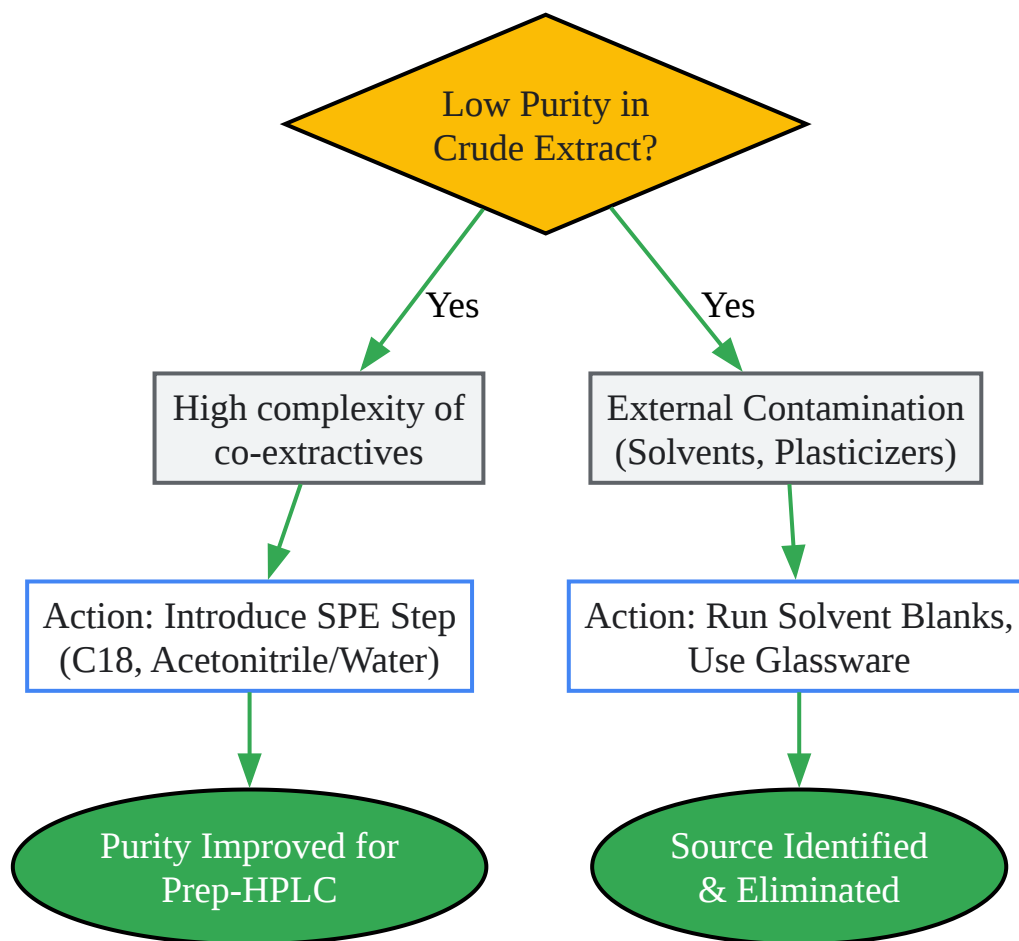 Low Purity in
Crude Extract?
Yes
Yes
High complexity of
co-extractives
External Contamination
(Solvents, Plasticizers)
Action: Introduce SPE Step
(C18, Acetonitrile/Water)
Action: Run Solvent Blanks,
Use Glassware
Purity Improved for
Prep-HPLC
Source Identified
& Eliminated